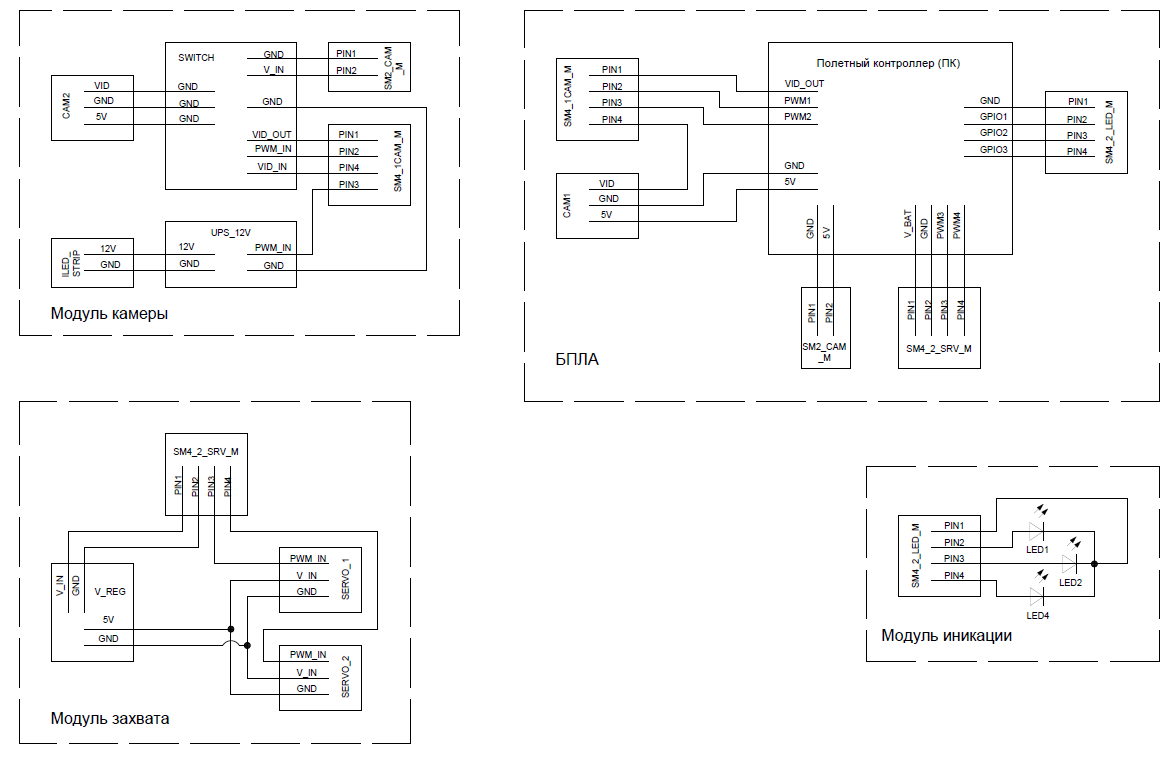 SWITCH
GND
V_IN
GND
VID_OUT
PWM_IN
VID_IN
GND
GND
GND
PIN1
PIN2
SM2_CAM
_M
CAM2
VID
GND
5V
PIN1
PIN2
PIN4
PIN3
SM4_1CAM_M
UPS_12V
12V
GND
PWM_IN
GND
ILED_
STRIP
12V
GND
Модуль камеры
SM4_1CAM_M
PIN1
PIN2
PIN3
PIN4
CAM1
VID
GND
5V
Полетный контроллер (ПК)
VID_OUT
PWM1
PWM2
GND
5V
GND
GPIO1
GPIO2
GPIO3
GND
5V
V_BAT
GND
PWM3
PWM4
PIN1
PIN2
PIN3
PIN4
SM4_2_LED_M
PIN1
PIN2
SM2_CAM
_M
PIN1
PIN2
PIN3
PIN4
SM4_2_SRV_M
БПЛА
SM4_2_SRV_M
PIN1
PIN2
PIN3
PIN4
V_IN
GND
V_REG
5V
GND
PWM_IN
V_IN
GND
SERVO_1
PWM_IN
V_IN
GND
SERVO_2
Модуль захвата
SM4_2_LED_M
PIN1
PIN2
PIN3
PIN4
LED1
LED2
LED4
Модуль иникации